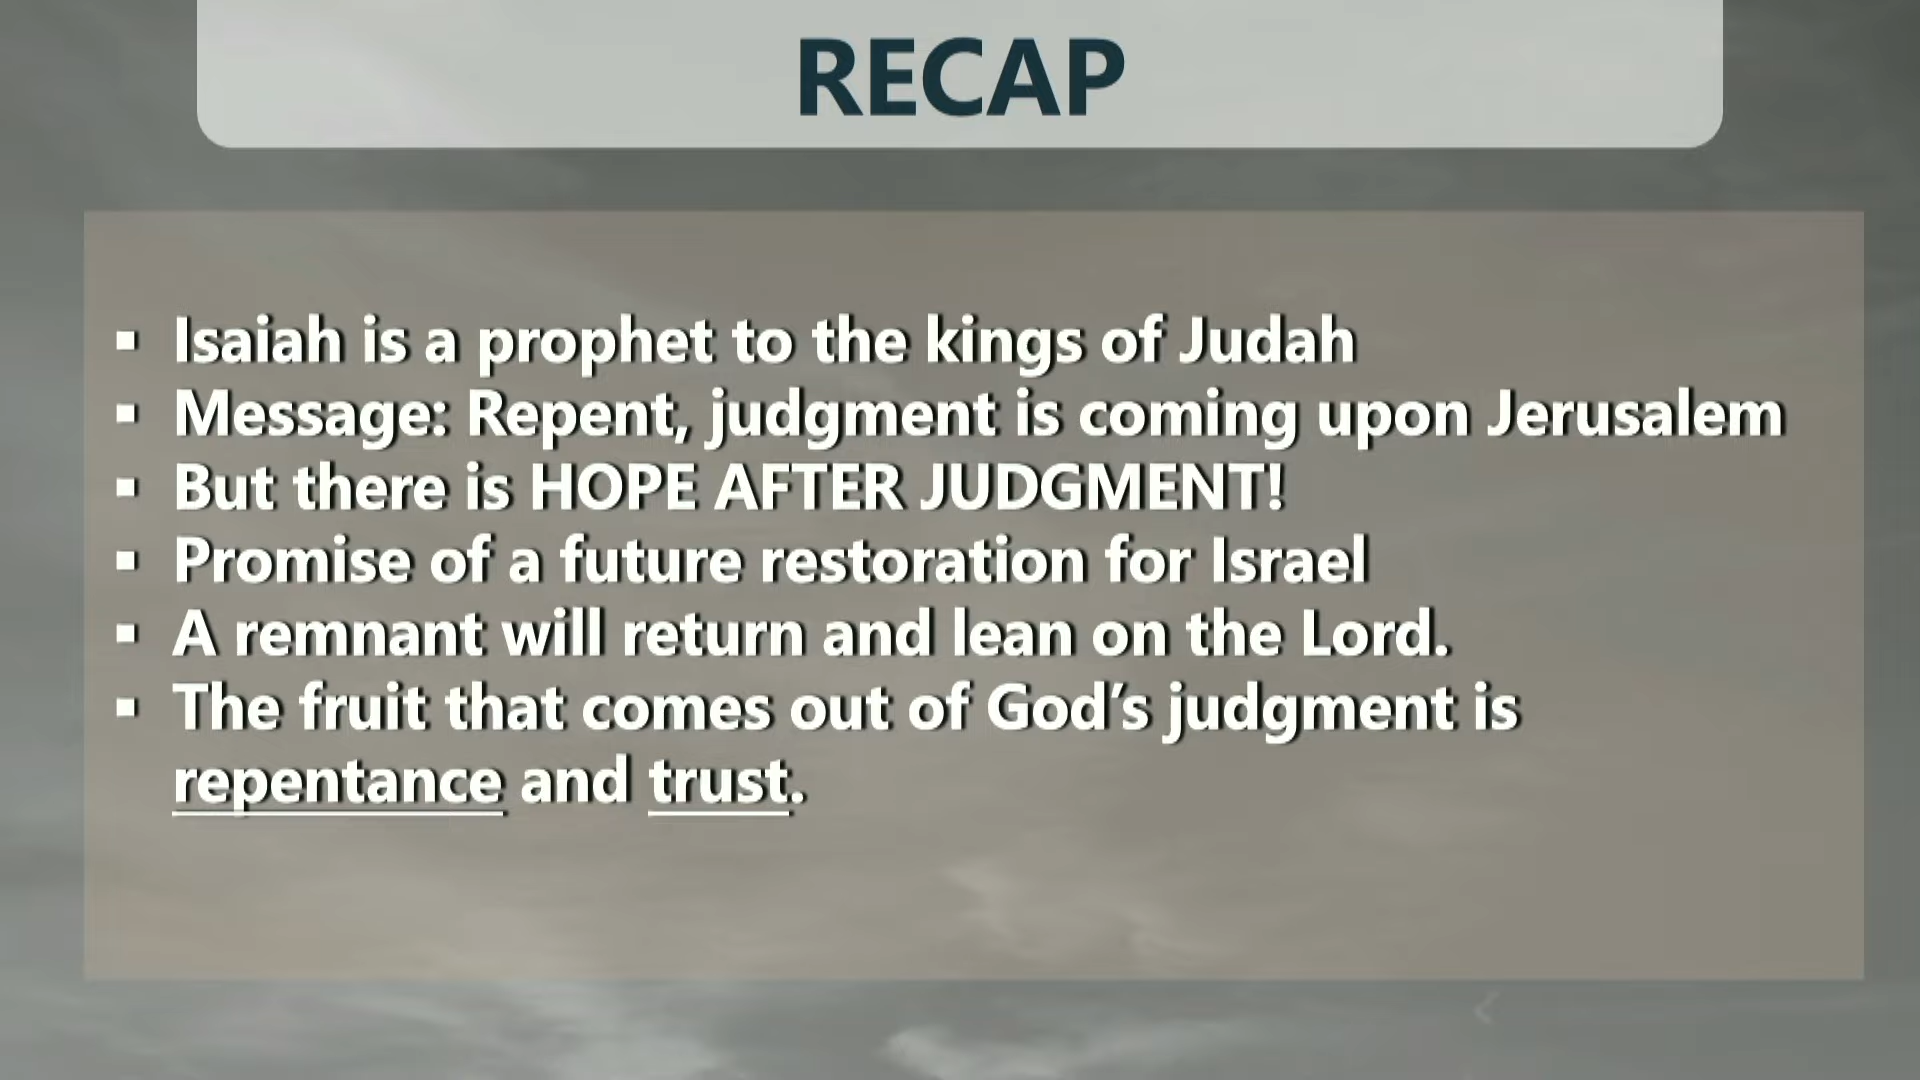 RECAP
▪ Isaiah is a prophet to the kings of Judah
▪ Message: Repent, judgment is coming upon Jerusalem
▪ But there is HOPE AFTER JUDGMENT!
▪ Promise of a future restoration for Israel
▪ A remnant will return and lean on the Lord.
▪ The fruit that comes out of God’s judgment is
repentance and trust.